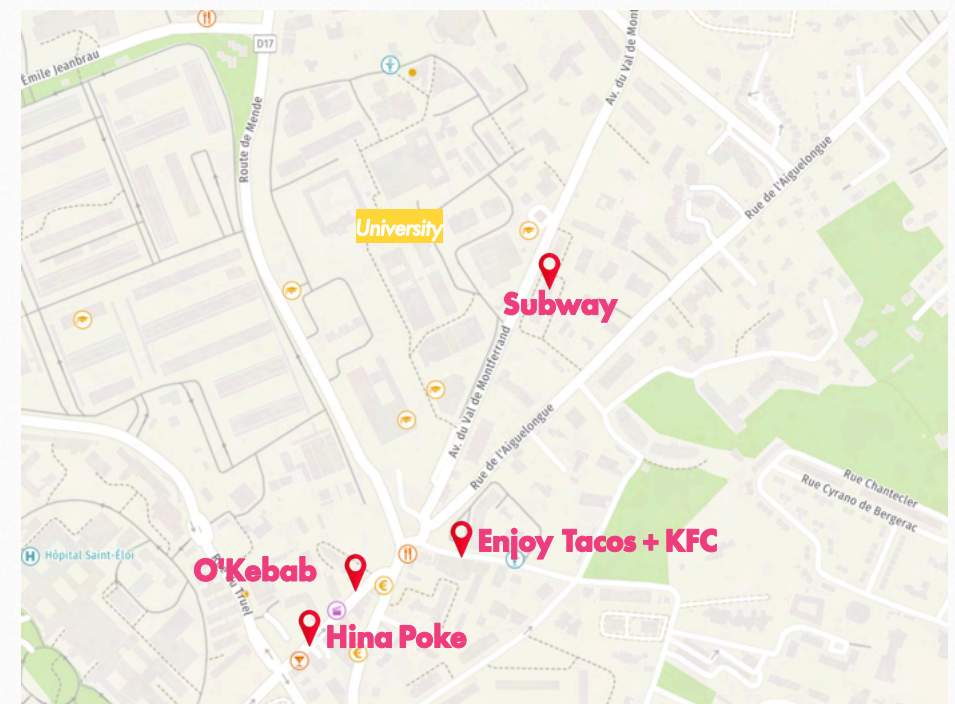 D17
Émile Jeanbrau
Av. du Val de Mont
Route de Mende
Rue de l'Aiguelongue
University
Subway
Av. du Val de Montferrand
Rue de l'Aiguelongue
Rue Chantecler
Rue Cyrano de Bergerac
Enjoy Tacos + KFC
H Hôpital Saint-Éloi
O'Kebab
u Truel
Hina Poke
€
€